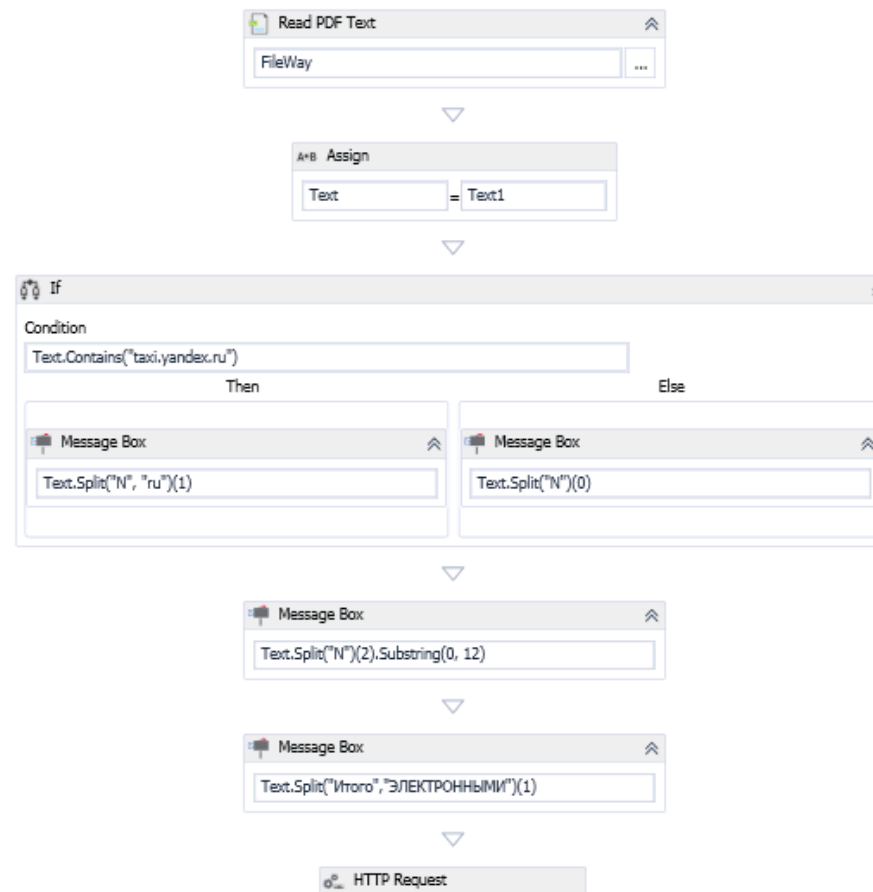 Read PDF Text
FileWay
...
A*B Assign
Text = Text1
If
Condition
Text.Contains("taxi.yandex.ru")
Then Else
Message Box Message Box
Text.Split("N", "ru")(1) Text.Split("N")(0)
Message Box
Text.Split("N")(2).Substring(0, 12)
Message Box
Text.Split("Итого","ЭЛЕКТРОННЫМИ")(1)
HTTP Request